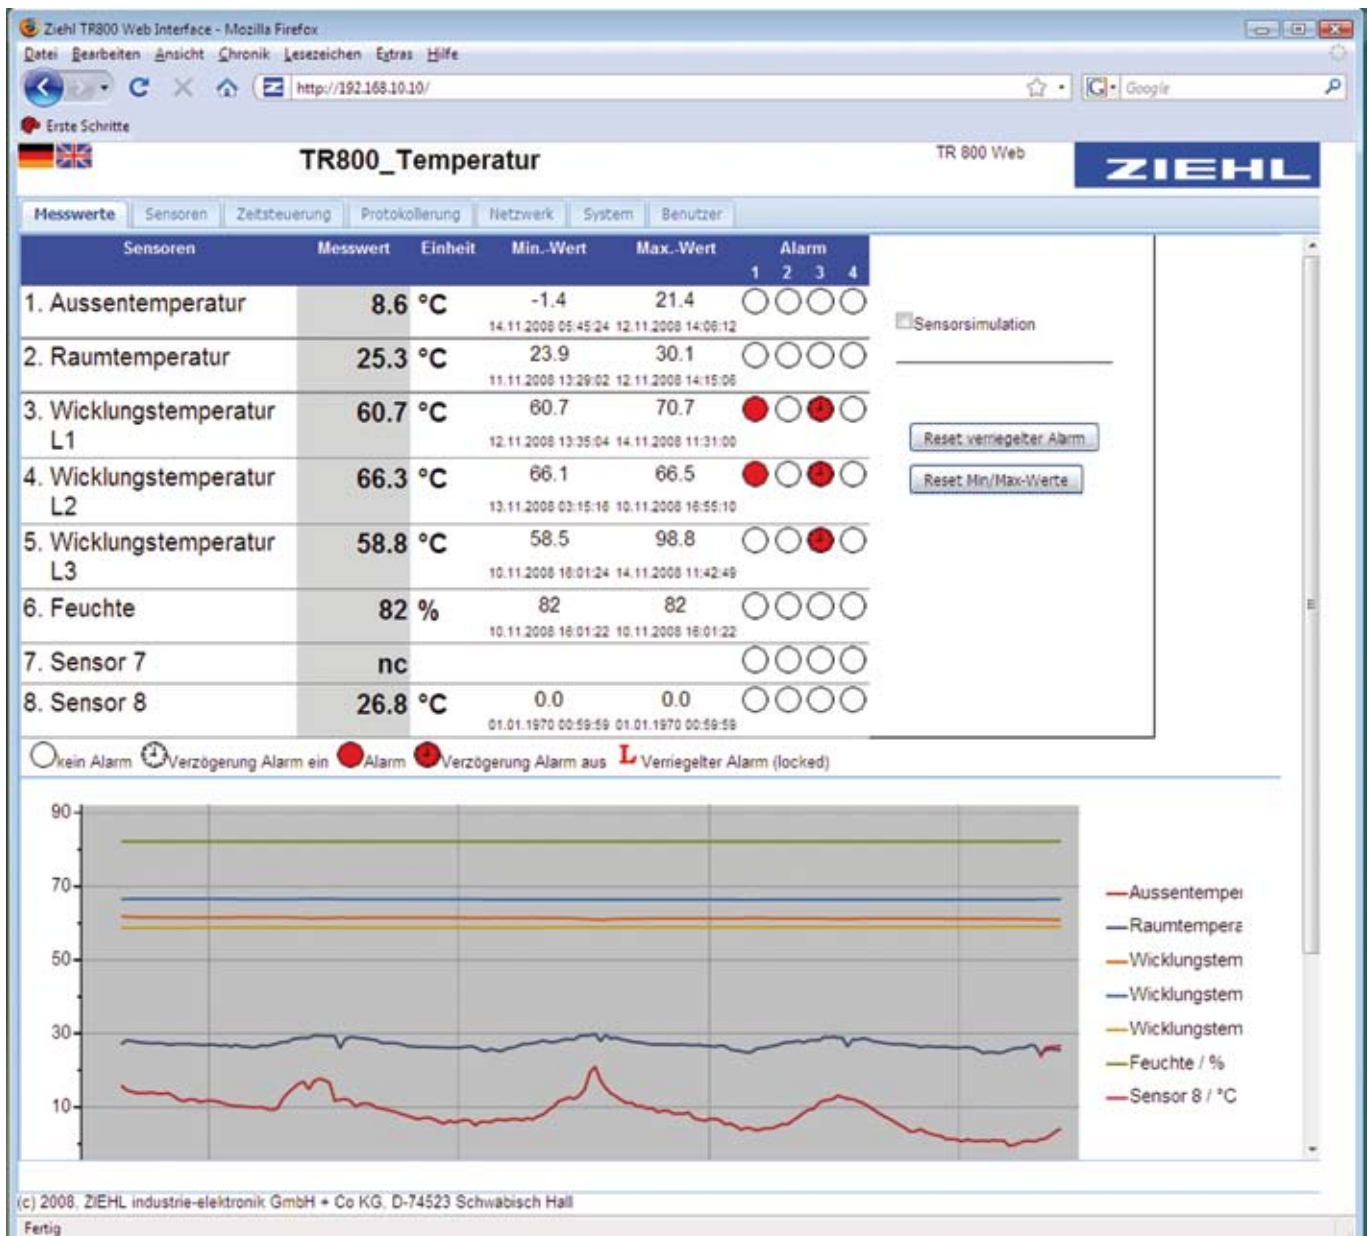 Ziehl TR800 Web Interface - Mozilla Firefox
Datei Bearbeiten Ansicht Chronik Lesezeichen Extras Hilfe
http://192.168.10.10/ Google
Erste Schritte
TR800_Temperatur TR 800 Web ZIEHL
Messwerte Sensoren Zeitsteuerung Protokollierung Netzwerk System Benutzer
Sensoren Messwert Einheit Min.-Wert Max.-Wert Alarm
1 2 3 4
1. Aussentemperatur 8.6 °C -1.4 21.4
14.11.2008 05:45:24 12.11.2008 14:06:12
Sensorsimulation
2. Raumtemperatur 25.3 °C 23.9 30.1
11.11.2008 13:29:02 12.11.2008 14:15:06
3. Wicklungstemperatur 60.7 °C 60.7 70.7
L1 12.11.2008 13:35:04 14.11.2008 11:31:00
Reset verriegelter Alarm
4. Wicklungstemperatur 66.3 °C 66.1 66.5
Reset Min/Max-Werte
L2 13.11.2008 03:15:16 10.11.2008 16:55:10
5. Wicklungstemperatur 58.8 °C 58.5 98.8
L3 10.11.2008 16:01:24 14.11.2008 11:42:49
6. Feuchte 82 % 82 82
10.11.2008 16:01:22 10.11.2008 16:01:22
7. Sensor 7 nc
8. Sensor 8 26.8 °C 0.0 0.0
01.01.1970 00:59:59 01.01.1970 00:59:59
kein Alarm Verzögerung Alarm ein Alarm Verzögerung Alarm aus L Verriegelter Alarm (locked)
90
70
50
30
10
Aussentemper
Raumtempera
Wicklungstem
Wicklungstem
Wicklungstem
Feuchte / %
Sensor 8 / °C
(c) 2008, ZIEHL industrie-elektronik GmbH + Co KG, D-74523 Schwäbisch Hall
Fertig